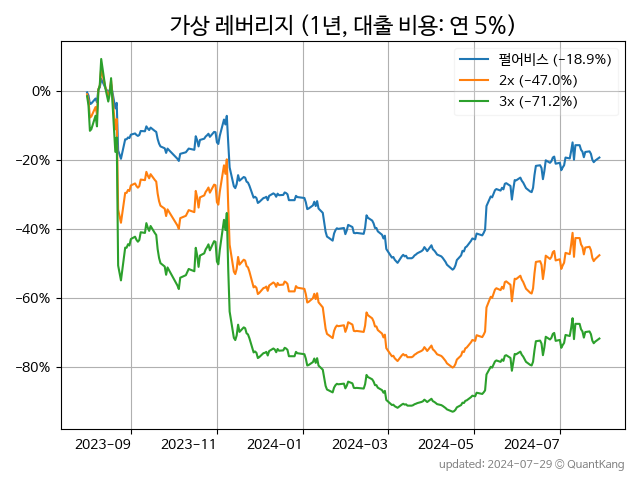 가상 레버리지 (1년, 대출 비용: 연 5%)
펄어비스 (−18.9%)
2x (−47.0%)
3x (−71.2%)
0%
−20%
−40%
−60%
−80%
2023-09 2023-11 2024-01 2024-03 2024-05 2024-07
updated: 2024-07-29 © QuantKang